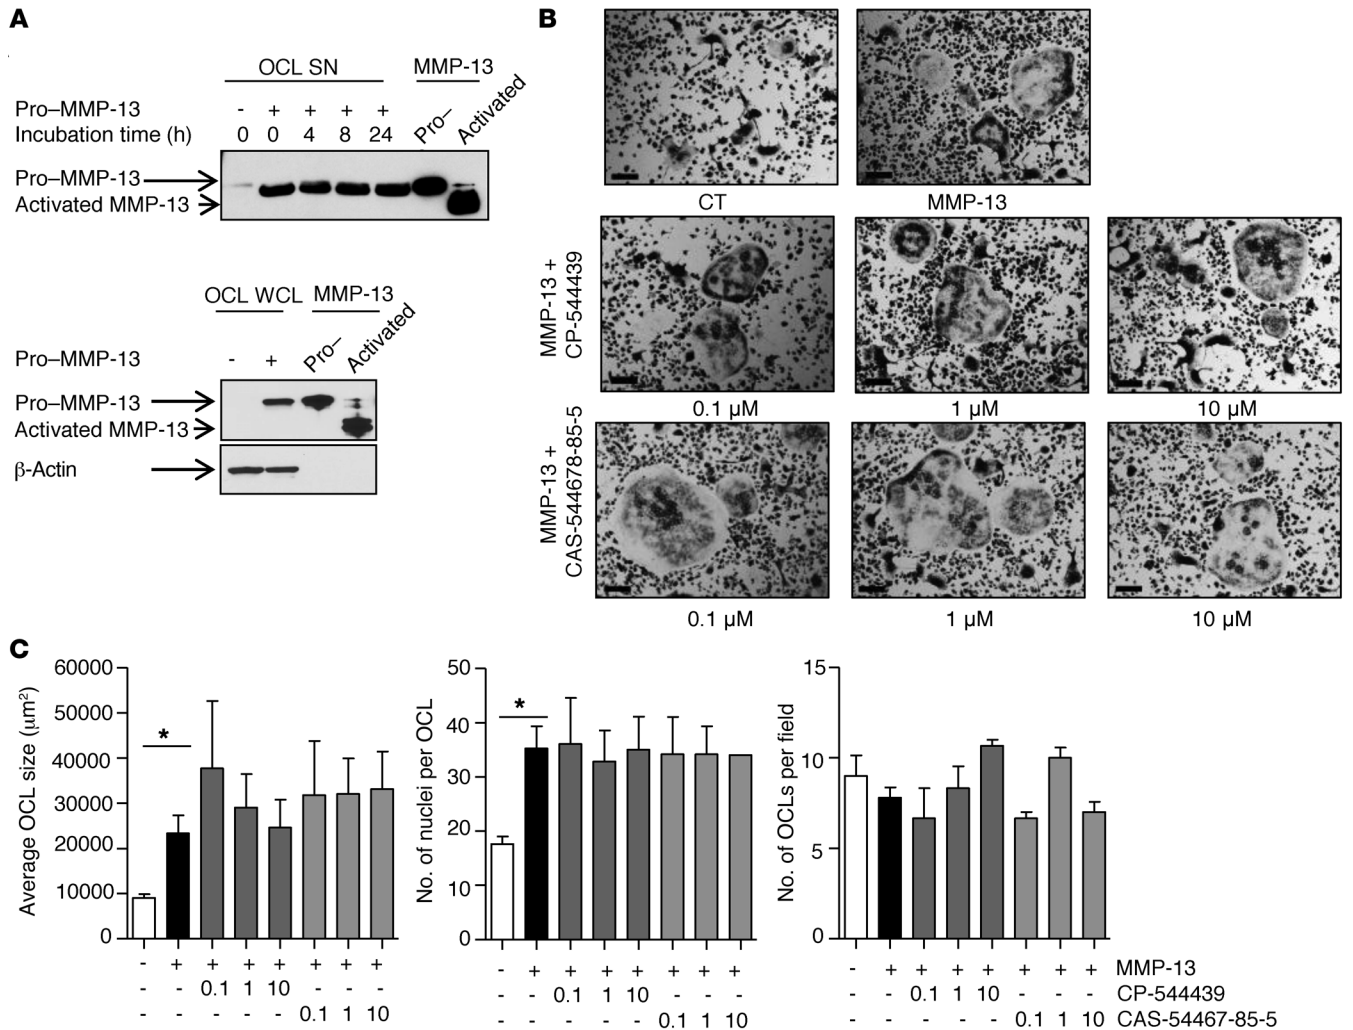 A
OCL SN
MMP-13
Pro–MMP-13 - + + + + Pro– Activated
Incubation time (h) 0 0 4 8 24
Pro–MMP-13
Activated MMP-13
OCL WCL MMP-13
Pro–MMP-13 - + Pro– Activated
Pro–MMP-13
Activated MMP-13
β-Actin
B
CT
MMP-13
MMP-13 +
CP-544439
0.1 µM
1 µM
10 µM
MMP-13 +
CAS-544678-85-5
0.1 µM
1 µM
10 µM
C
Average OCL size (µm²)
60000
50000
40000
30000
20000
10000
0
*
- + + + + + + +
- - 0.1 1 10 - - -
- - - - - 0.1 1 10
No. of nuclei per OCL
50
40
30
20
10
0
*
- + + + + + + +
- - 0.1 1 10 - - -
- - - - - 0.1 1 10
No. of OCLs per field
15
10
5
0
- + + + + + + + MMP-13
- - 0.1 1 10 - - - CP-544439
- - - - - 0.1 1 10 CAS-54467-85-5